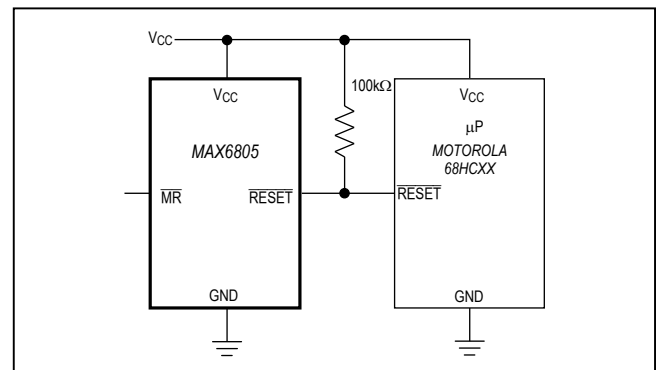 VCC
100kΩ
VCC
VCC
μP
MAX6805
MOTOROLA
68HCXX
MR
RESET
RESET
GND
GND